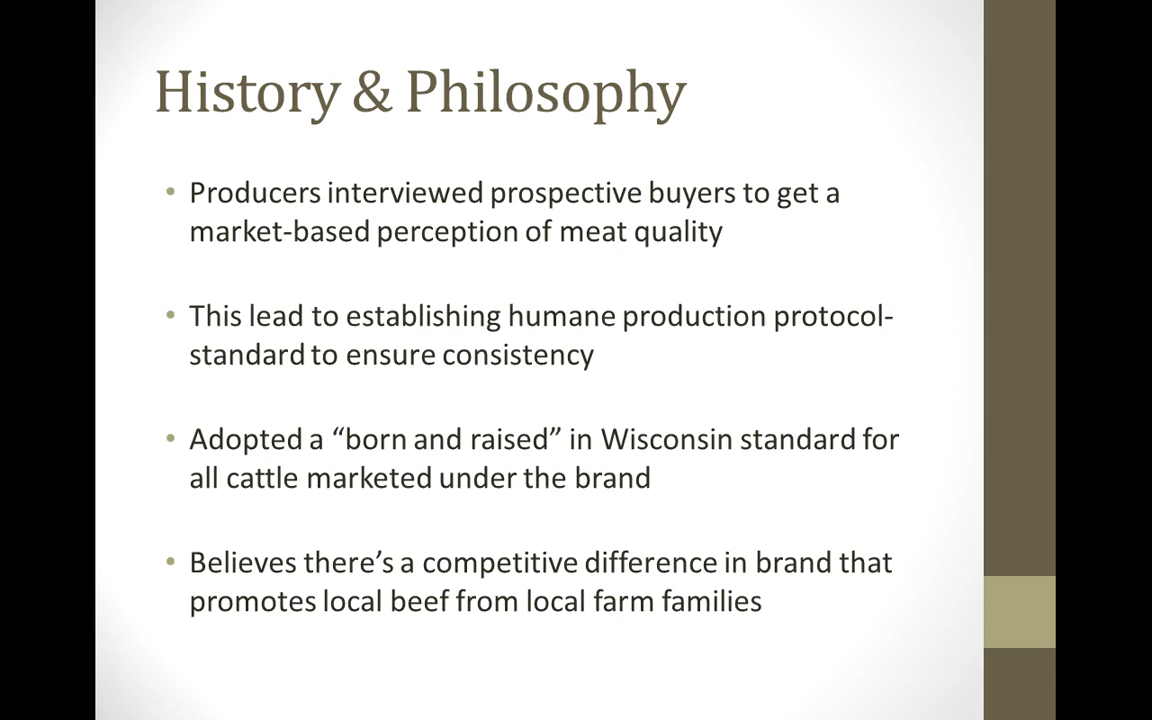 History & Philosophy
• Producers interviewed prospective buyers to get a
market-based perception of meat quality
• This lead to establishing humane production protocol-
standard to ensure consistency
• Adopted a “born and raised” in Wisconsin standard for
all cattle marketed under the brand
• Believes there’s a competitive difference in brand that
promotes local beef from local farm families